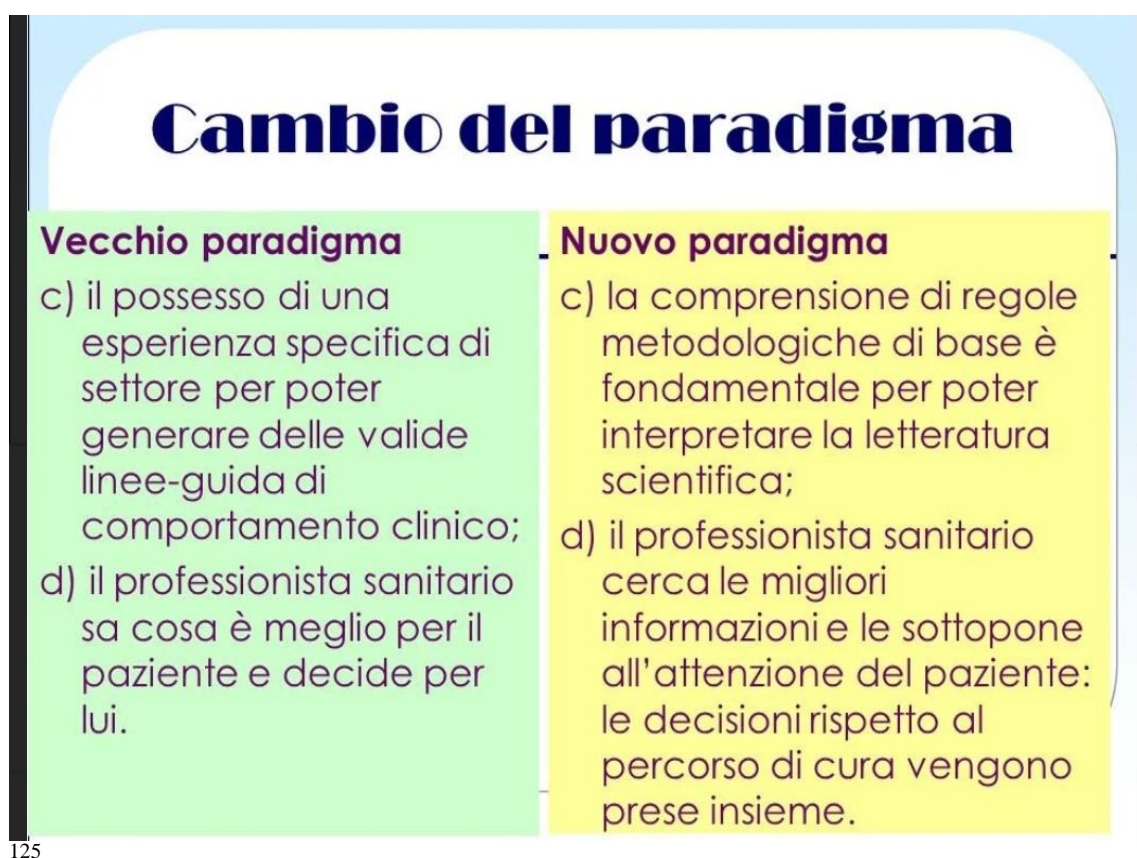 Cambio del paradigma
Vecchio paradigma
c) il possesso di una
esperienza specifica di
settore per poter
generare delle valide
linee-guida di
comportamento clinico;
d) il professionista sanitario
sa cosa è meglio per il
paziente e decide per
lui.
Nuovo paradigma
c) la comprensione di regole
metodologiche di base è
fondamentale per poter
interpretare la letteratura
scientifica;
d) il professionista sanitario
cerca le migliori
informazioni e le sottopone
all'attenzione del paziente:
le decisioni rispetto al
percorso di cura vengono
prese insieme.
125